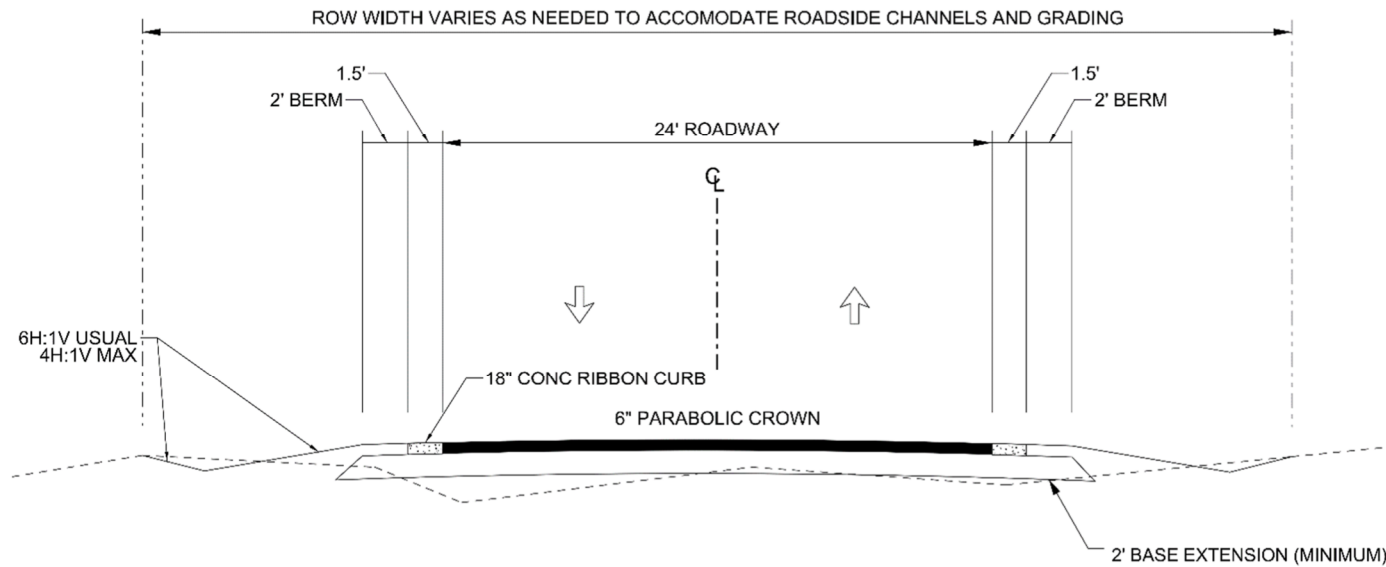 ROW WIDTH VARIES AS NEEDED TO ACCOMODATE ROADSIDE CHANNELS AND GRADING
1.5'
1.5'
2' BERM
2' BERM
24' ROADWAY
℄
6H:1V USUAL
4H:1V MAX
18" CONC RIBBON CURB
6" PARABOLIC CROWN
2' BASE EXTENSION (MINIMUM)